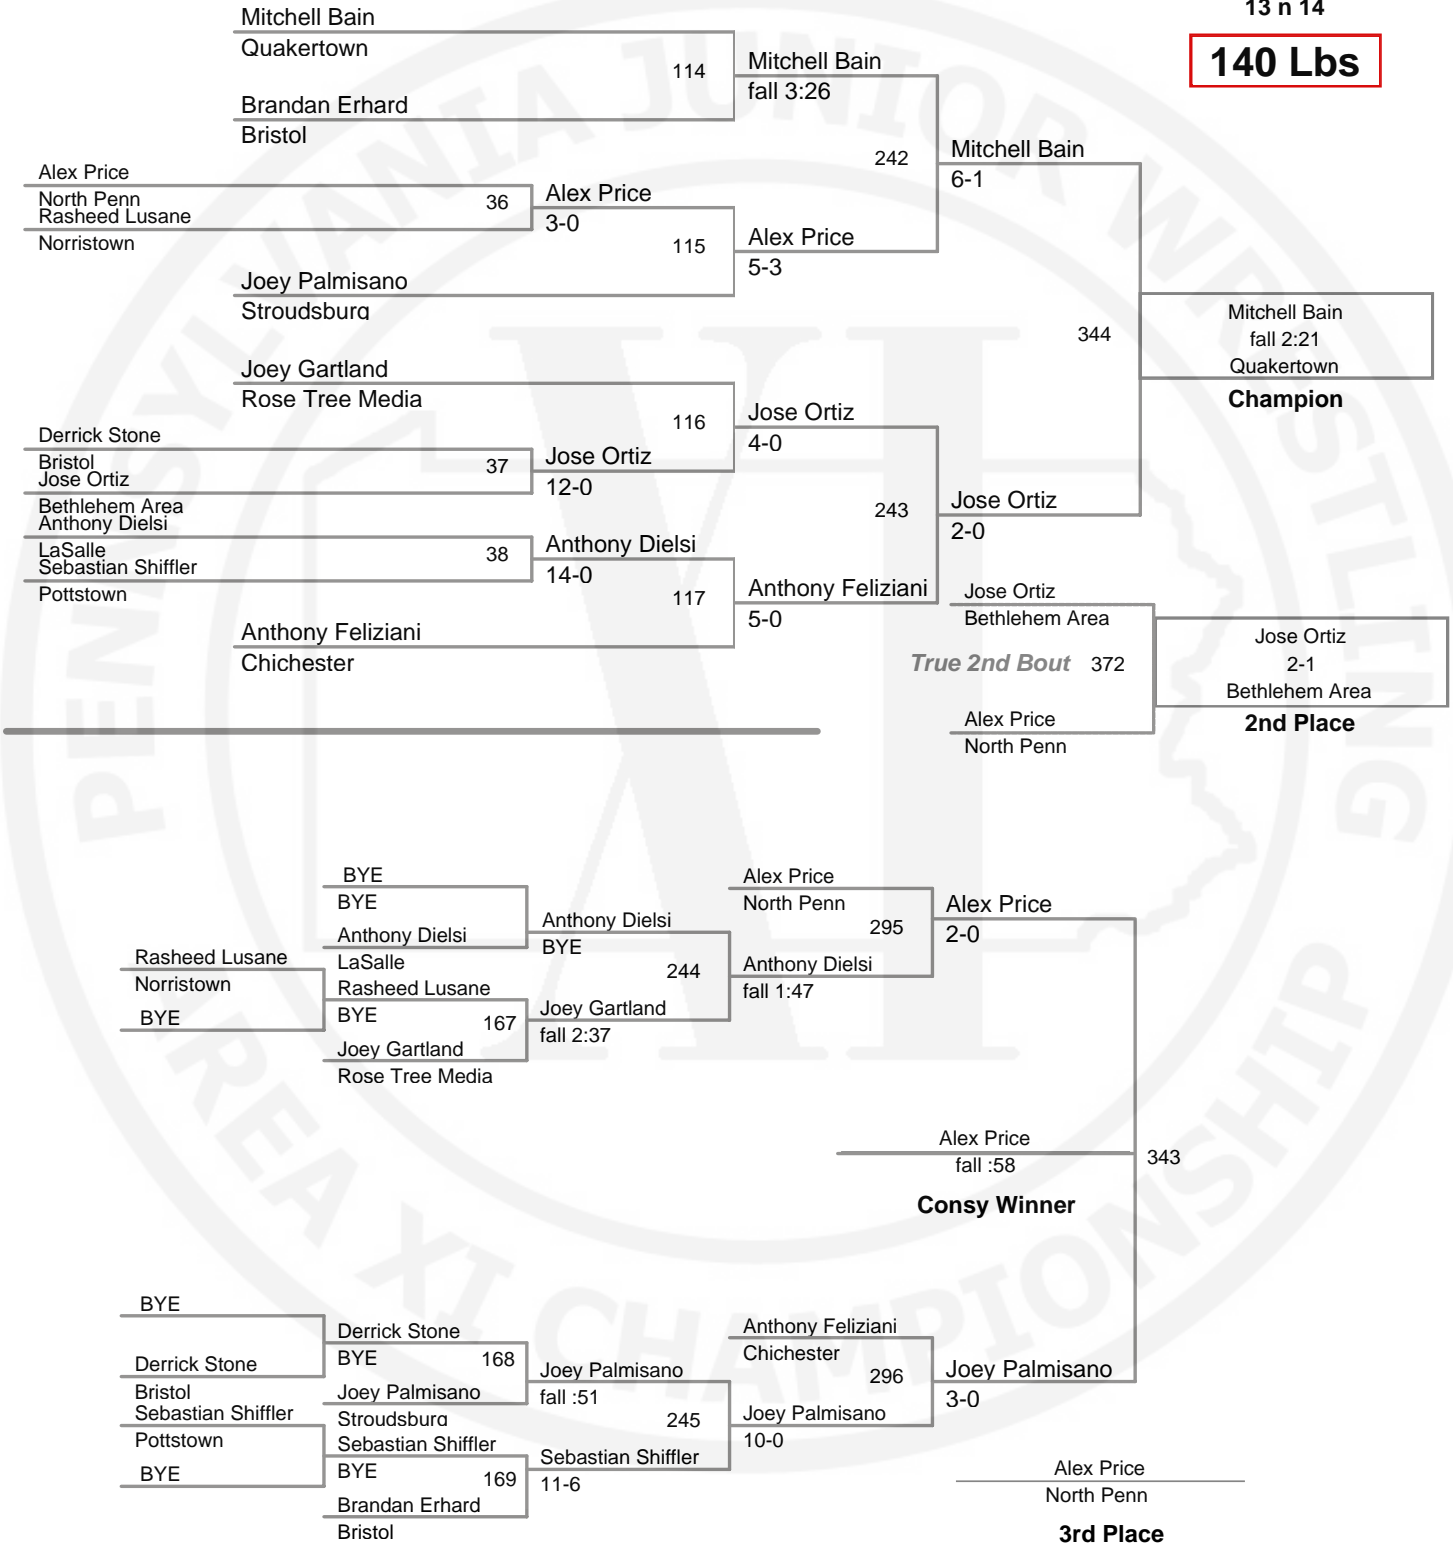 13 n 14
140 Lbs
Mitchell Bain
Quakertown
114
Mitchell Bain
fall 3:26
Brandan Erhard
Bristol
242
Mitchell Bain
6-1
Alex Price
North Penn
36
Alex Price
3-0
Rasheed Lusane
Norristown
115
Alex Price
5-3
Joey Palmisano
Stroudsburg
344
Mitchell Bain
fall 2:21
Quakertown
Champion
Joey Gartland
Rose Tree Media
116
Jose Ortiz
4-0
Derrick Stone
Bristol
37
Jose Ortiz
12-0
Jose Ortiz
Bethlehem Area
243
Jose Ortiz
2-0
Anthony Dielsi
LaSalle
38
Anthony Dielsi
14-0
Sebastian Shiffler
Pottstown
117
Anthony Feliziani
5-0
Anthony Feliziani
Chichester
Jose Ortiz
Bethlehem Area
True 2nd Bout 372
Jose Ortiz
2-1
Bethlehem Area
2nd Place
Alex Price
North Penn
BYE
BYE
Anthony Dielsi
LaSalle
Anthony Dielsi
BYE
Rasheed Lusane
Norristown
BYE
Rasheed Lusane
BYE
167
Joey Gartland
Rose Tree Media
Joey Gartland
fall 2:37
244
Alex Price
North Penn
295
Anthony Dielsi
fall 1:47
Alex Price
2-0
Alex Price
fall :58
343
Consy Winner
BYE
Derrick Stone
Bristol
Derrick Stone
BYE
168
Joey Palmisano
Stroudsburg
Joey Palmisano
fall :51
245
Sebastian Shiffler
Pottstown
BYE
Sebastian Shiffler
BYE
169
Brandan Erhard
Bristol
Sebastian Shiffler
11-6
Anthony Feliziani
Chichester
296
Joey Palmisano
10-0
Joey Palmisano
3-0
Alex Price
North Penn
3rd Place
PENNSYLVANIA JUNIOR WRESTLING
AREA XI CHAMPIONSHIP
XI